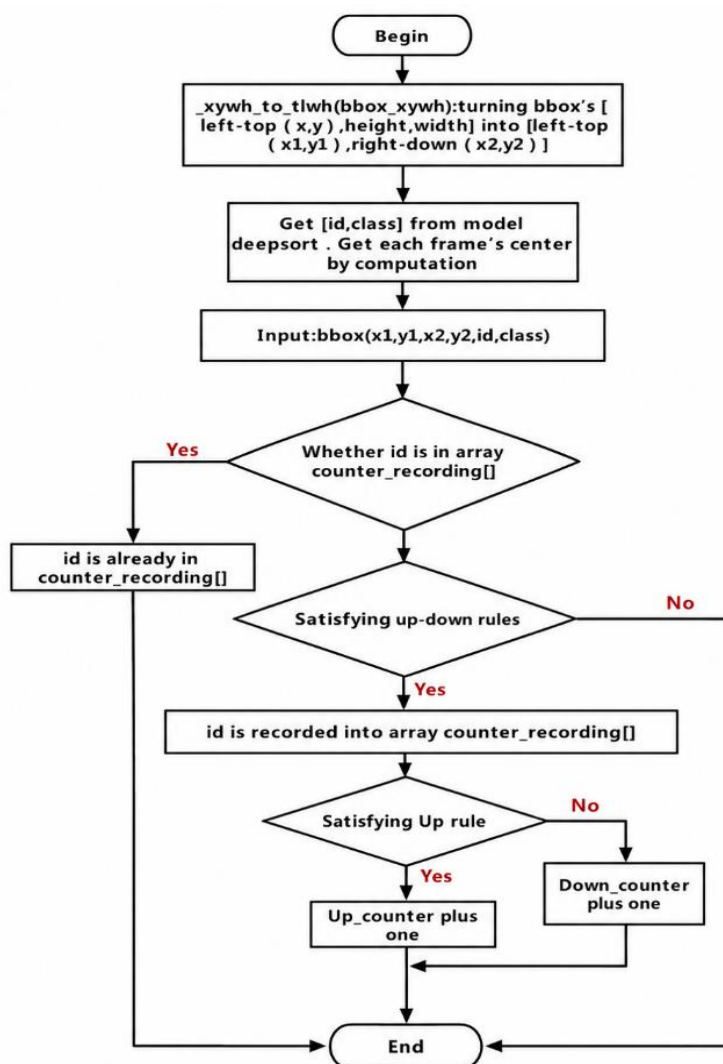 Begin
_xywh_to_tlwh(bbox_xywh):turning bbox's [
left-top ( x,y ) ,height,width] into [left-top
( x1,y1 ) ,right-down ( x2,y2 ) ]
Get [id,class] from model
deepsort . Get each frame's center
by computation
Input:bbox(x1,y1,x2,y2,id,class)
Whether id is in array
counter_recording[]
Yes
id is already in
counter_recording[]
Satisfying up-down rules
No
Yes
id is recorded into array counter_recording[]
Satisfying Up rule
No
Yes
Down_counter
plus one
Up_counter plus
one
End